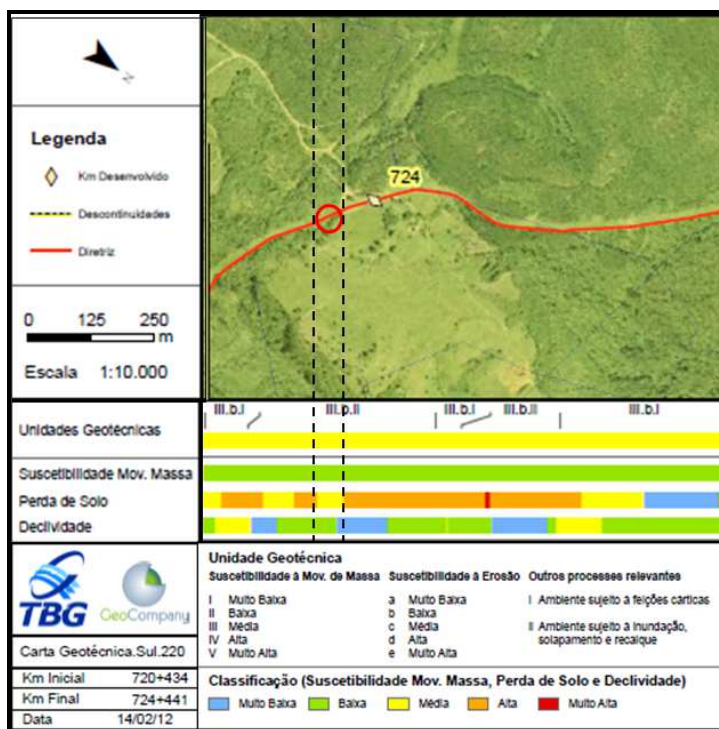 N
Legenda
Km Desenvolvido
Descontinuidades
Diretriz
0 125 250
m
Escala 1:10.000
724
Unidades Geotécnicas
III.b.I III.b.II III.b.I III.b.II III.b.I
Suscetibilidade Mov. Massa
Perda de Solo
Declividade
TBG GeoCompany
Carta Geotécnica.Sul.220
Km Inicial 720+434
Km Final 724+441
Data 14/02/12
Unidade Geotécnica
Suscetibilidade à Mov. de Massa Suscetibilidade à Erosão Outros processes relevantes
I Muito Baixa a Muito Baixa I Ambiente sujeito à feições cárticas
II Baixa b Baixa
III Média c Média II Ambiente sujeito à Inundação,
IV Alta d Alta solapamento e recalque
V Muito Alta e Muito Alta
Classificação (Suscetibilidade Mov. Massa, Perda de Solo e Declividade)
Muito Baixa Baixa Média Alta Muito Alta